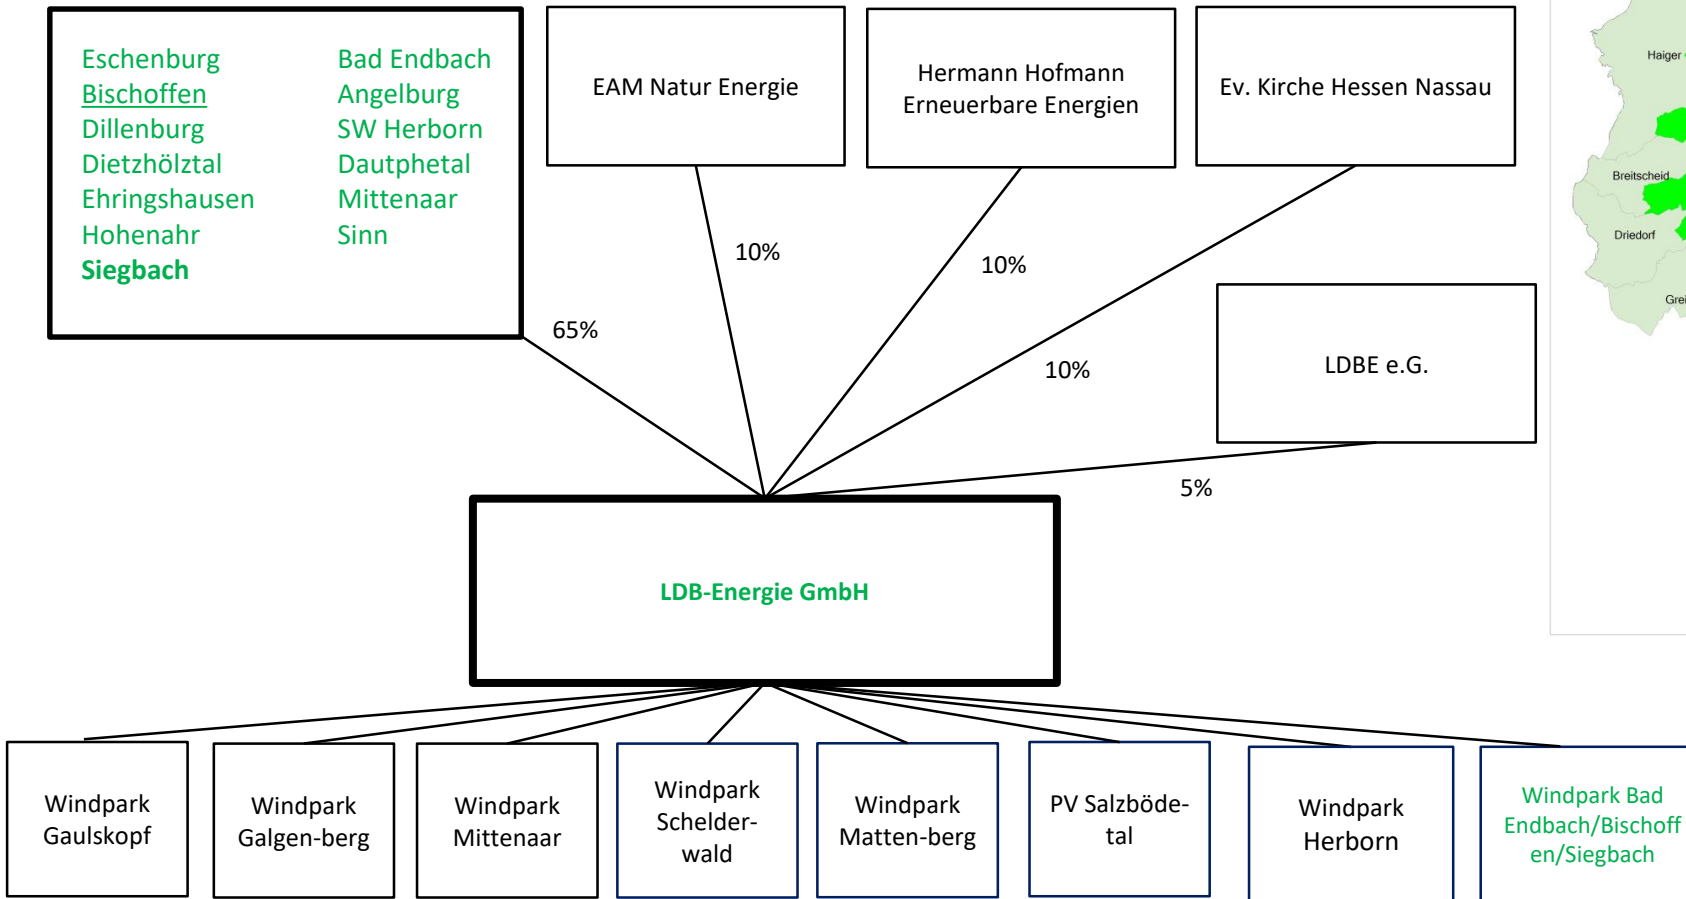 Eschenburg
Bischoffen
Dillenburg
Dietzhölztal
Ehringshausen
Hohenahr
Siegbach
Bad Endbach
Angelburg
SW Herborn
Dautphetal
Mittenaar
Sinn
EAM Natur Energie
Hermann Hofmann
Erneuerbare Energien
Ev. Kirche Hessen Nassau
Haiger
Breitscheid
Driedorf
Grei
10%
10%
65%
10%
LDBE e.G.
5%
LDB-Energie GmbH
Windpark
Gaulskopf
Windpark
Galgen-berg
Windpark
Mittenaar
Windpark
Schelder-
wald
Windpark
Matten-berg
PV Salzböde-
tal
Windpark
Herborn
Windpark Bad
Endbach/Bischoff
en/Siegbach